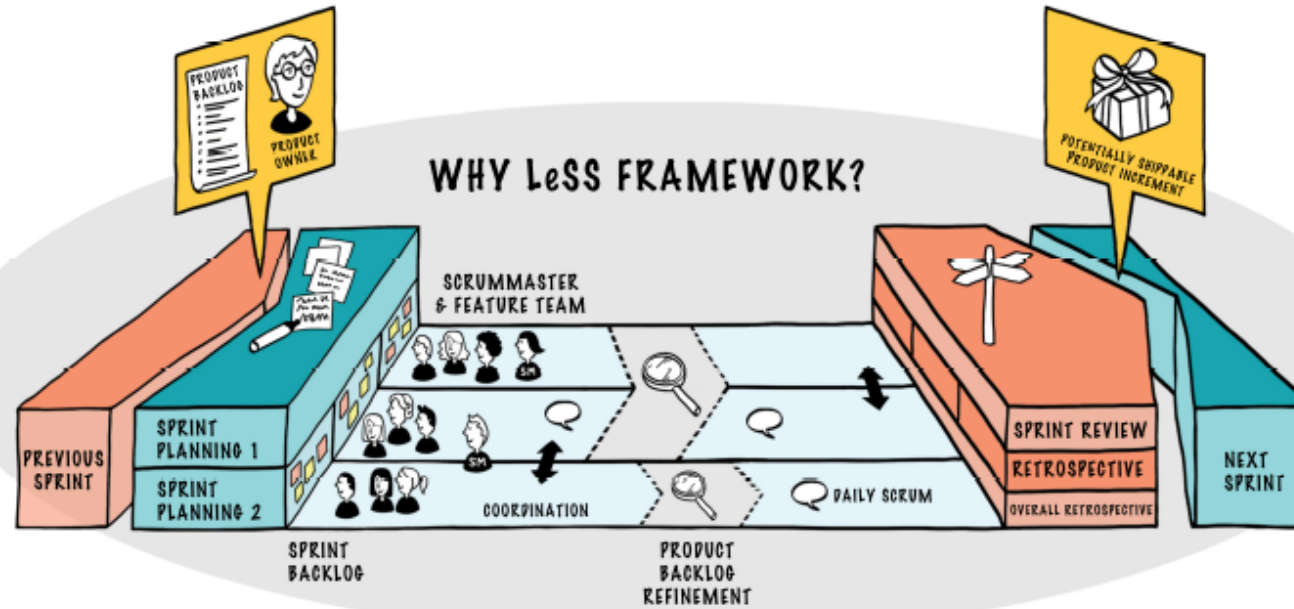 PRODUCT
BACKLOG
PRODUCT
OWNER
POTENTIALLY SHIPPABLE
PRODUCT INCREMENT
WHY LeSS FRAMEWORK?
SCRUMMASTER
& FEATURE TEAM
SM
SM
PREVIOUS
SPRINT
SPRINT
PLANNING 1
SPRINT
PLANNING 2
COORDINATION
DAILY SCRUM
SPRINT REVIEW
RETROSPECTIVE
OVERALL RETROSPECTIVE
NEXT
SPRINT
SPRINT
BACKLOG
PRODUCT
BACKLOG
REFINEMENT